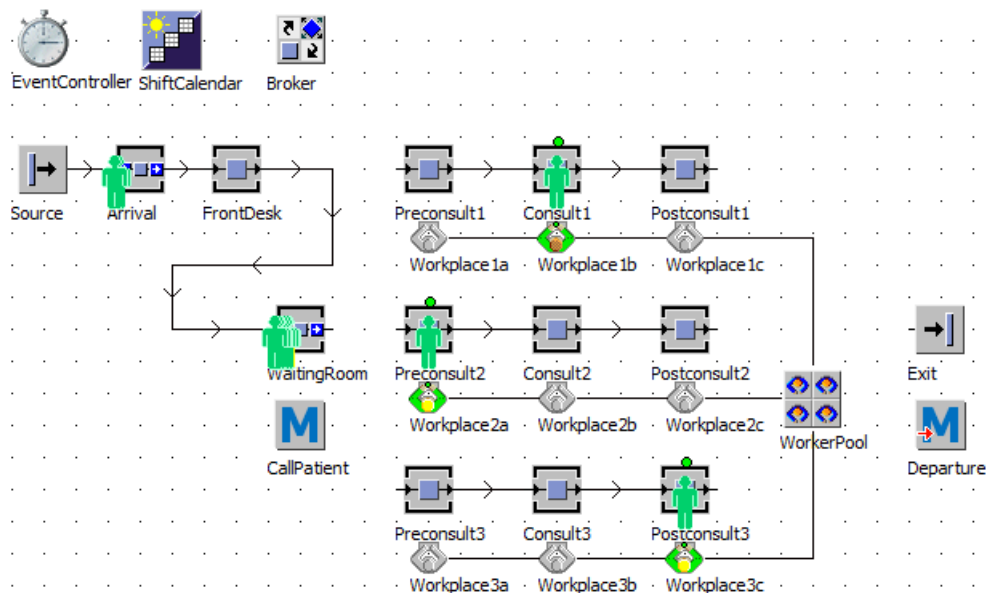 EventController ShiftCalendar Broker
Source Arrival FrontDesk Preconsult1 Consult1 Postconsult1
Workplace1a Workplace1b Workplace1c
WaitingRoom Preconsult2 Consult2 Postconsult2 Exit
Workplace2a Workplace2b Workplace2c
WorkerPool
M CallPatient M Departure
Preconsult3 Consult3 Postconsult3
Workplace3a Workplace3b Workplace3c